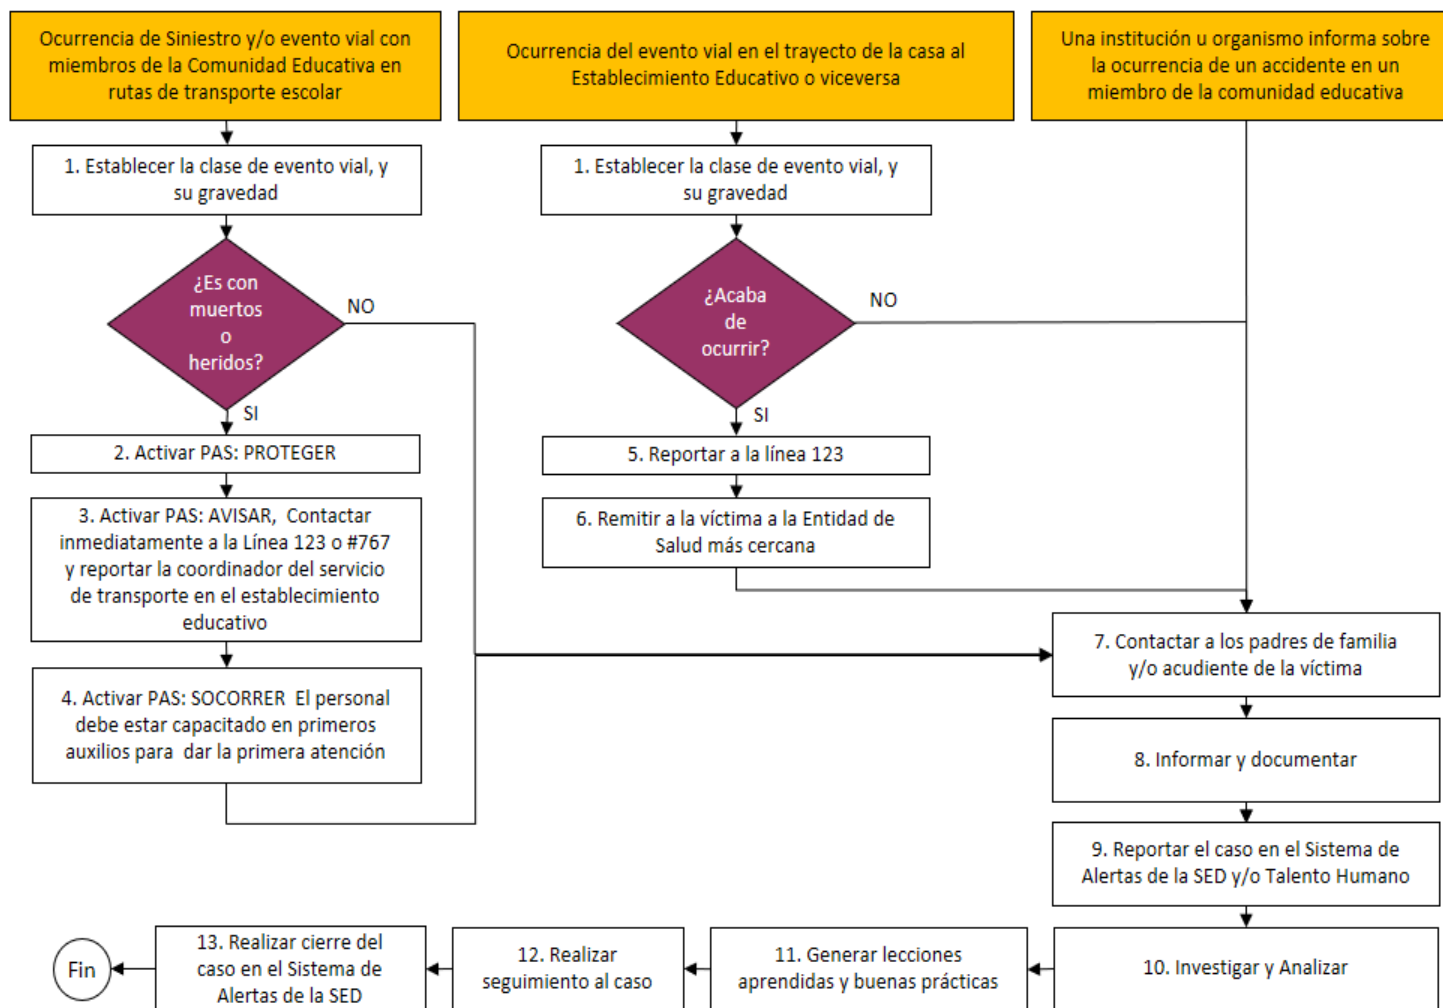 Ocurrencia de Siniestro y/o evento vial con
miembros de la Comunidad Educativa en
rutas de transporte escolar
Ocurrencia del evento vial en el trayecto de la casa al
Establecimiento Educativo o viceversa
Una institución u organismo informa sobre
la ocurrencia de un accidente en un
miembro de la comunidad educativa
1. Establecer la clase de evento vial, y
su gravedad
1. Establecer la clase de evento vial, y
su gravedad
¿Es con
muertos
o
heridos?
NO
SI
¿Acaba
de
ocurrir?
NO
SI
2. Activar PAS: PROTEGER
3. Activar PAS: AVISAR, Contactar
inmediatamente a la Línea 123 o #767
y reportar la coordinador del servicio
de transporte en el establecimiento
educativo
4. Activar PAS: SOCORRER El personal
debe estar capacitado en primeros
auxilios para dar la primera atención
5. Reportar a la línea 123
6. Remitir a la víctima a la Entidad de
Salud más cercana
7. Contactar a los padres de familia
y/o acudiente de la víctima
8. Informar y documentar
9. Reportar el caso en el Sistema de
Alertas de la SED y/o Talento Humano
10. Investigar y Analizar
11. Generar lecciones
aprendidas y buenas prácticas
12. Realizar
seguimiento al caso
13. Realizar cierre del
caso en el Sistema de
Alertas de la SED
Fin